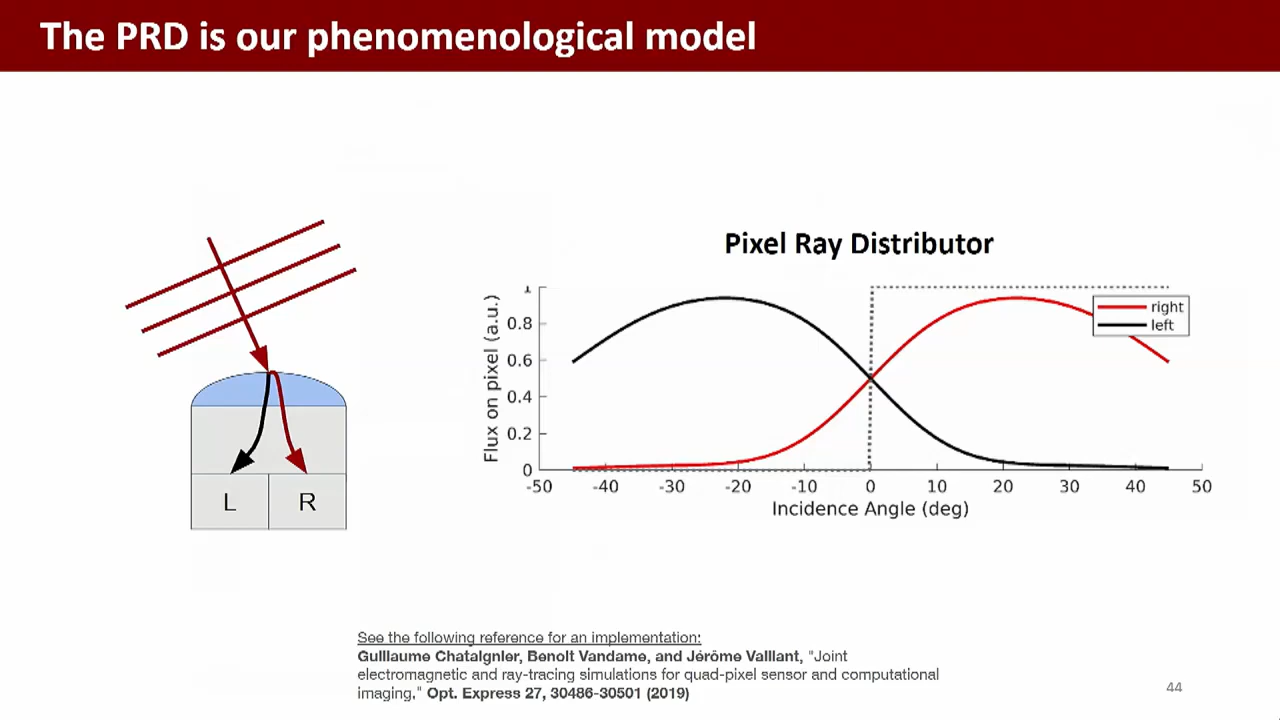 The PRD is our phenomenological model
Pixel Ray Distributor
Flux on pixel (a.u.)
1
0.8
0.6
0.4
0.2
0
-50 -40 -30 -20 -10 0 10 20 30 40 50
Incidence Angle (deg)
right
left
L R
See the following reference for an implementation:
Guillaume Chataignier, Benoit Vandame, and Jérôme Vaillant, "Joint
electromagnetic and ray-tracing simulations for quad-pixel sensor and computational
imaging," Opt. Express 27, 30486-30501 (2019)
44